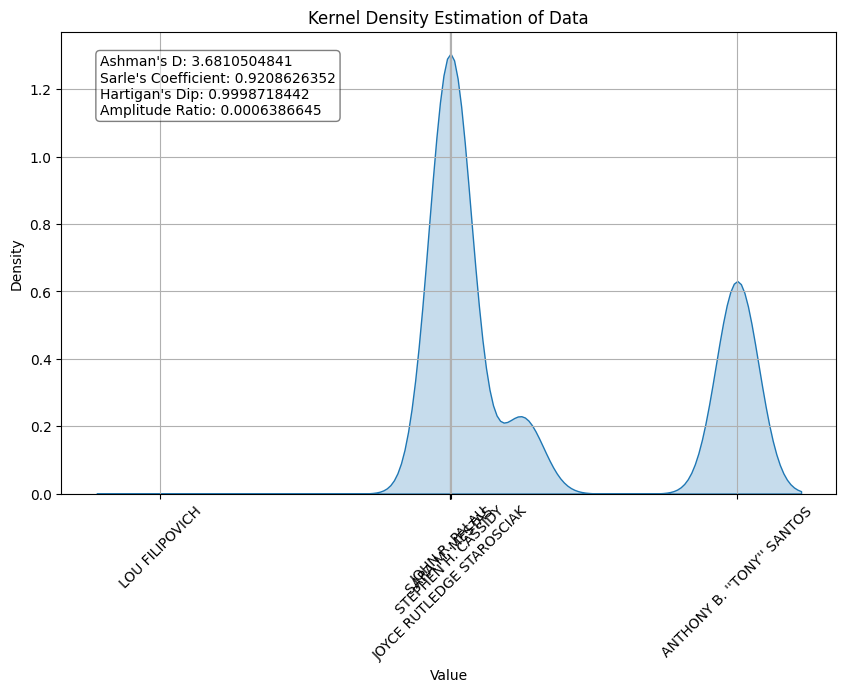 Kernel Density Estimation of Data
Ashman's D: 3.6810504841
Sarle's Coefficient: 0.9208626352
Hartigan's Dip: 0.9998718442
Amplitude Ratio: 0.0006386645
Density
1.2
1.0
0.8
0.6
0.4
0.2
0.0
LOU FILIPOVICH
JOHN R. PALAU
STEPHEN H. CASSIDY
JOYCE RUTLEDGE STAROSCIAK
ANTHONY B. ''TONY'' SANTOS
Value